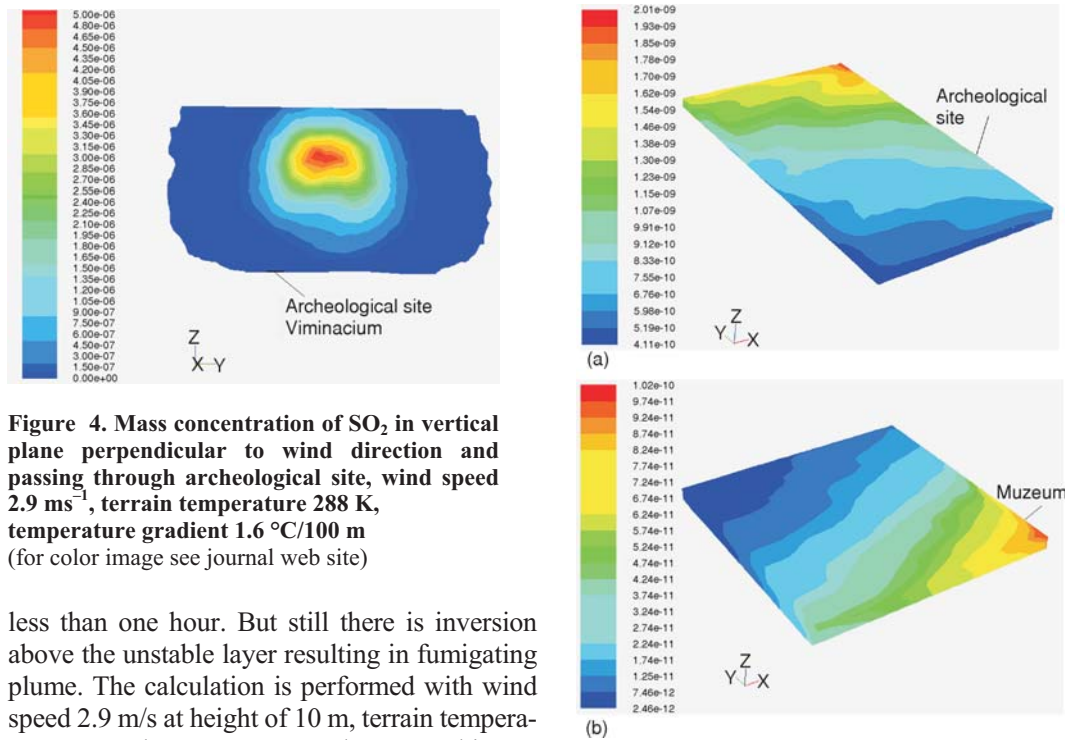 5.00e-06
4.80e-06
4.65e-06
4.50e-06
4.35e-06
4.20e-06
4.05e-06
3.90e-06
3.75e-06
3.60e-06
3.45e-06
3.30e-06
3.15e-06
3.00e-06
2.85e-06
2.70e-06
2.55e-06
2.40e-06
2.25e-06
2.10e-06
1.95e-06
1.80e-06
1.65e-06
1.50e-06
1.35e-06
1.20e-06
1.05e-06
9.00e-07
7.50e-07
6.00e-07
4.50e-07
3.00e-07
1.50e-07
0.00e+00
Archeological site
Viminacium
Z
X Y
Figure 4. Mass concentration of SO₂ in vertical
plane perpendicular to wind direction and
passing through archeological site, wind speed
2.9 ms⁻¹, terrain temperature 288 K,
temperature gradient 1.6 °C/100 m
(for color image see journal web site)
less than one hour. But still there is inversion
above the unstable layer resulting in fumigating
plume. The calculation is performed with wind
speed 2.9 m/s at height of 10 m, terrain tempera-
2.01e-09
1.93e-09
1.85e-09
1.78e-09
1.70e-09
1.62e-09
1.54e-09
1.46e-09
1.38e-09
1.30e-09
1.23e-09
1.15e-09
1.07e-09
9.91e-10
9.12e-10
8.33e-10
7.55e-10
6.76e-10
5.98e-10
5.19e-10
4.11e-10
Archeological
site
Z
Y X
(a)
1.02e-10
9.74e-11
9.24e-11
8.74e-11
8.24e-11
7.74e-11
7.24e-11
6.74e-11
6.24e-11
5.74e-11
5.24e-11
4.74e-11
4.24e-11
3.74e-11
3.24e-11
2.74e-11
2.24e-11
1.74e-11
1.25e-11
7.46e-12
2.46e-12
Muzeum
Z
Y X
(b)